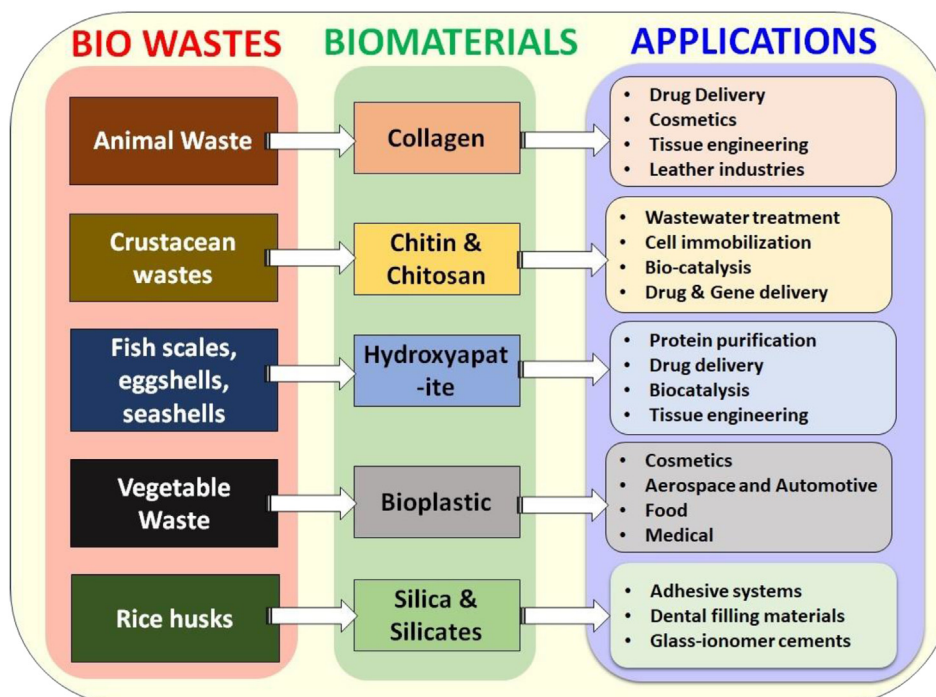 BIO WASTES
BIOMATERIALS
APPLICATIONS
Animal Waste
Collagen
• Drug Delivery
• Cosmetics
• Tissue engineering
• Leather industries
Crustacean
wastes
Chitin &
Chitosan
• Wastewater treatment
• Cell immobilization
• Bio-catalysis
• Drug & Gene delivery
Fish scales,
eggshells,
seashells
Hydroxyapat
-ite
• Protein purification
• Drug delivery
• Biocatalysis
• Tissue engineering
Vegetable
Waste
Bioplastic
• Cosmetics
• Aerospace and Automotive
• Food
• Medical
Rice husks
Silica &
Silicates
• Adhesive systems
• Dental filling materials
• Glass-ionomer cements